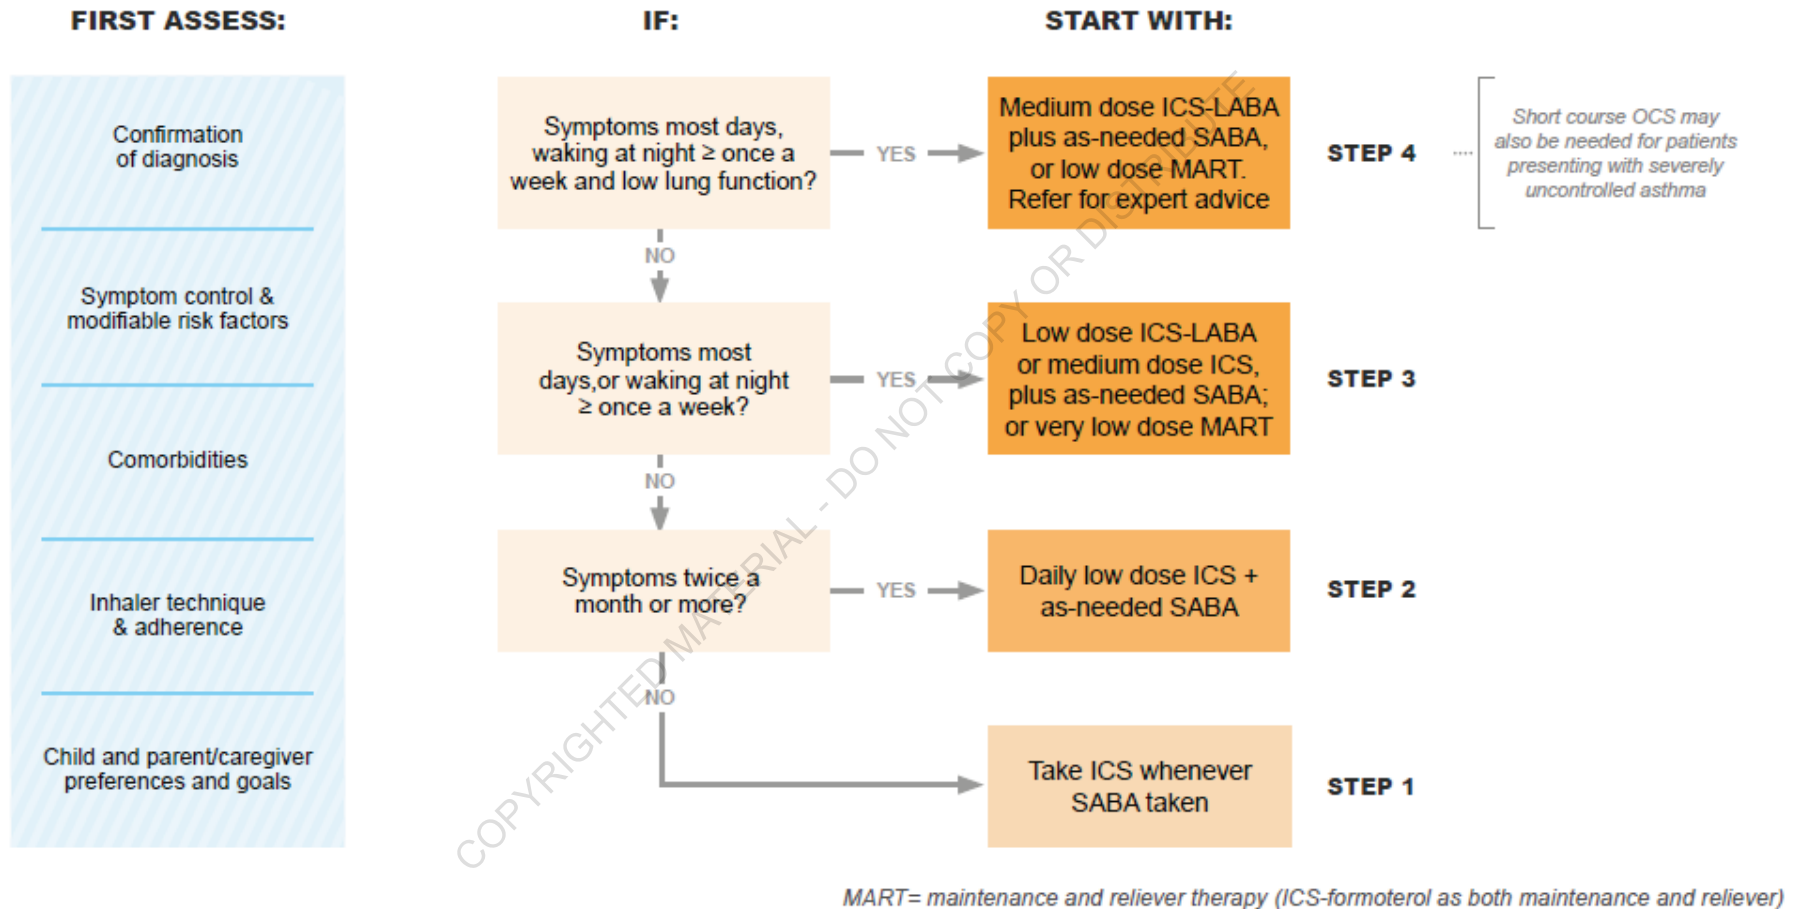 FIRST ASSESS:
IF:
START WITH:
Confirmation
of diagnosis
Symptom control &
modifiable risk factors
Comorbidities
Inhaler technique
& adherence
Child and parent/caregiver
preferences and goals
Symptoms most days,
waking at night ≥ once a
week and low lung function?
YES
Medium dose ICS-LABA
plus as-needed SABA,
or low dose MART.
Refer for expert advice
STEP 4
Short course OCS may
also be needed for patients
presenting with severely
uncontrolled asthma
NO
Symptoms most
days,or waking at night
≥ once a week?
YES
Low dose ICS-LABA
or medium dose ICS,
plus as-needed SABA;
or very low dose MART
STEP 3
NO
Symptoms twice a
month or more?
YES
Daily low dose ICS +
as-needed SABA
STEP 2
NO
Take ICS whenever
SABA taken
STEP 1
COPYRIGHTED MATERIAL - DO NOT COPY OR DISTRIBUTE
MART= maintenance and reliever therapy (ICS-formoterol as both maintenance and reliever)